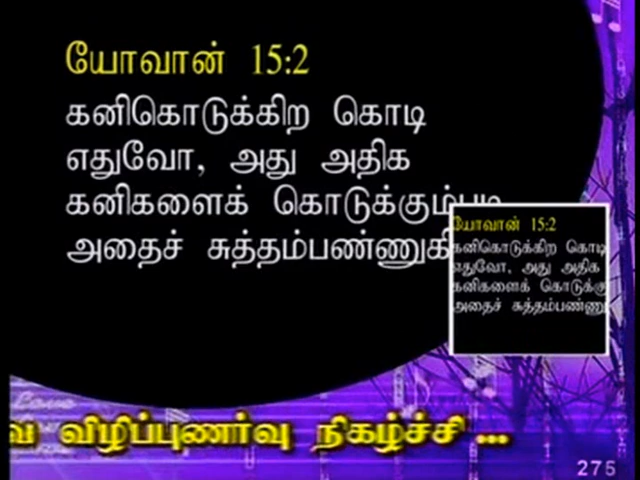 யோவான் 15:2
கனிகொடுக்கிற கொடி
எதுவோ, அது அதிக
கனிகளைக் கொடுக்கும்படி
அதைச் சுத்தம்பண்ணுகி
யோவான் 15:2
கனிகொடுக்கிற கொடி
எதுவோ, அது அதிக
கனிகளைக் கொடுக்கு
அதைச் சுத்தம்பண்ணு
வ விழிப்புணர்வு நிகழ்ச்சி ...
275